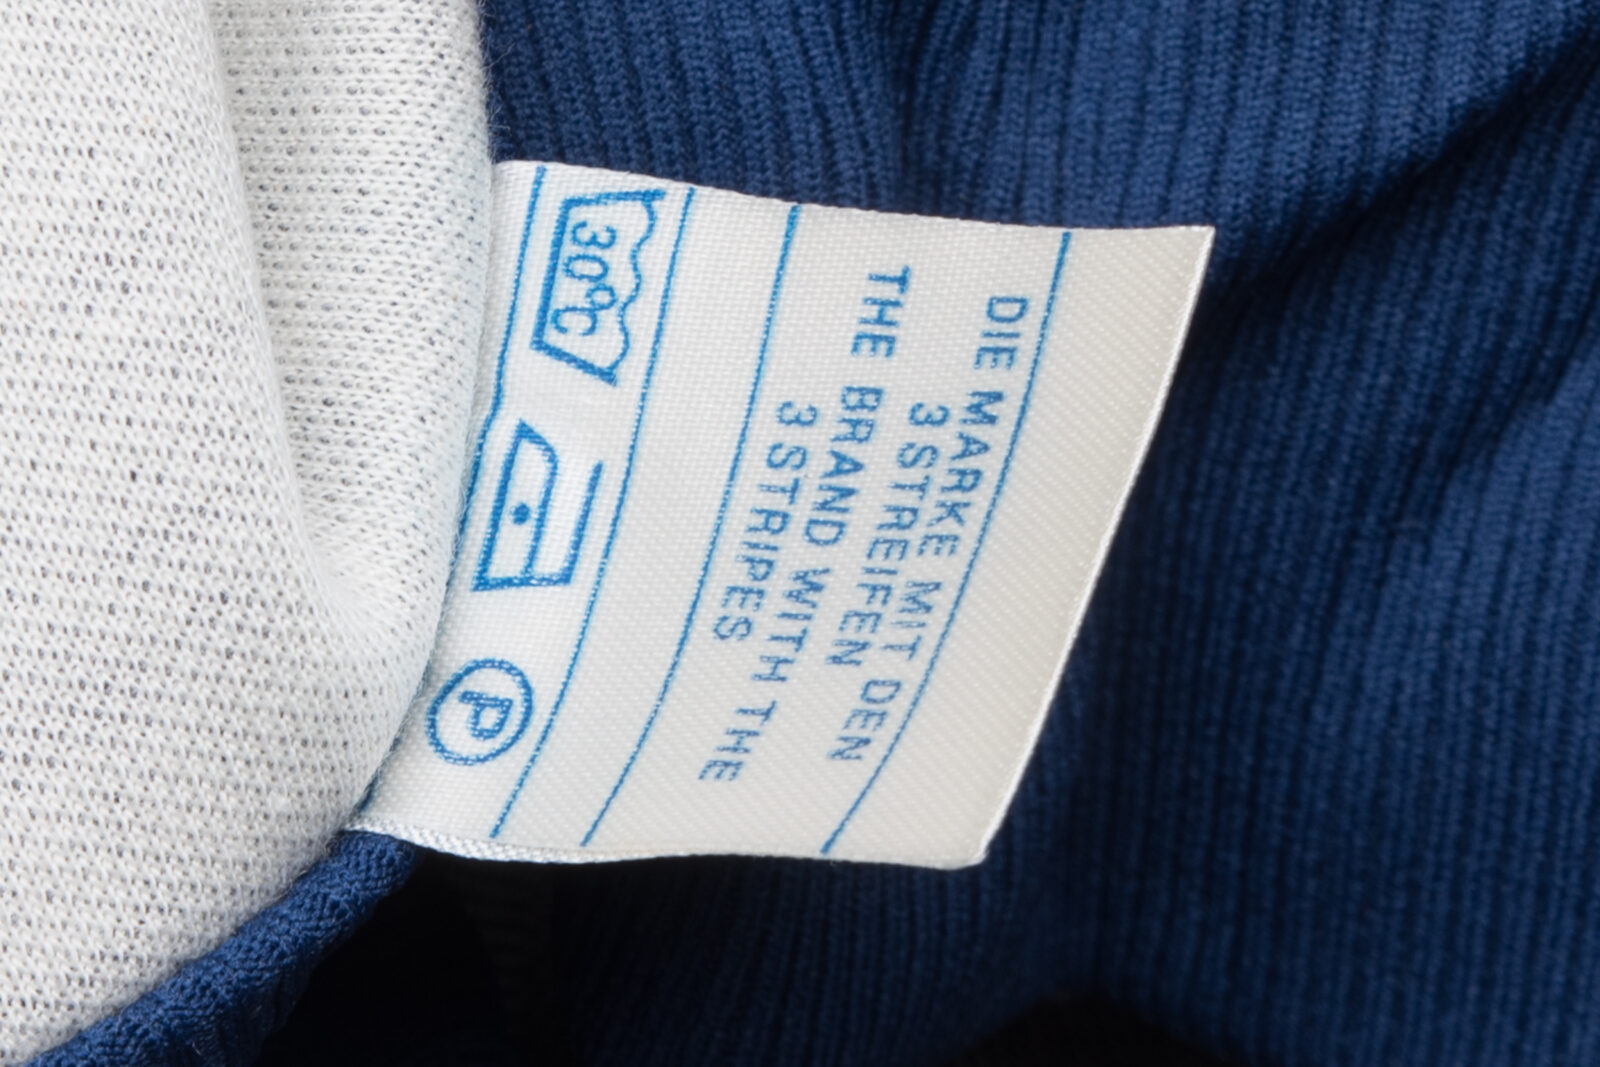 DIE MARKE MIT DEN
3 STREIFEN
THE BRAND WITH THE
3 STRIPES
30°C
P